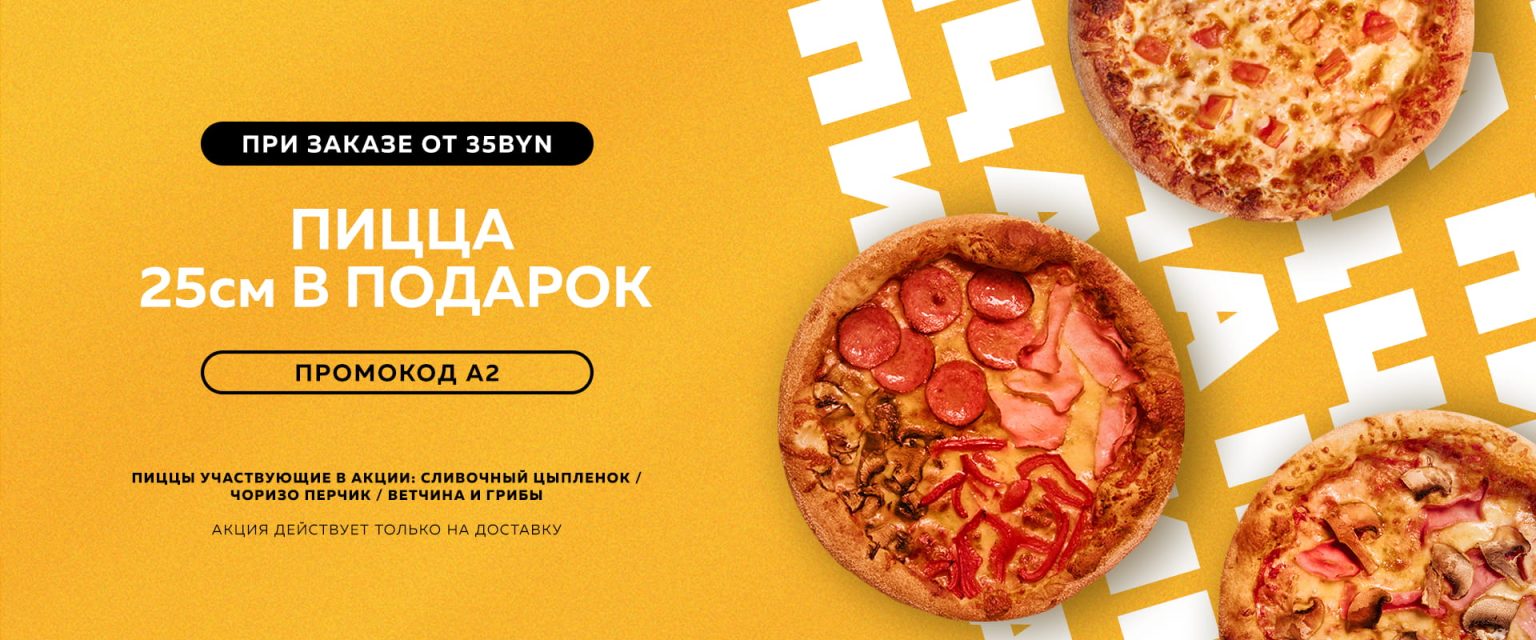 ПРИ ЗАКАЗЕ ОТ 35BYN
ПИЦЦА
25см В ПОДАРОК
ПРОМОКОД А2
ПИЦЦЫ УЧАСТВУЮЩИЕ В АКЦИИ: СЛИВОЧНЫЙ ЦЫПЛЕНОК /
ЧОРИЗО ПЕРЧИК / ВЕТЧИНА И ГРИБЫ
АКЦИЯ ДЕЙСТВУЕТ ТОЛЬКО НА ДОСТАВКУ